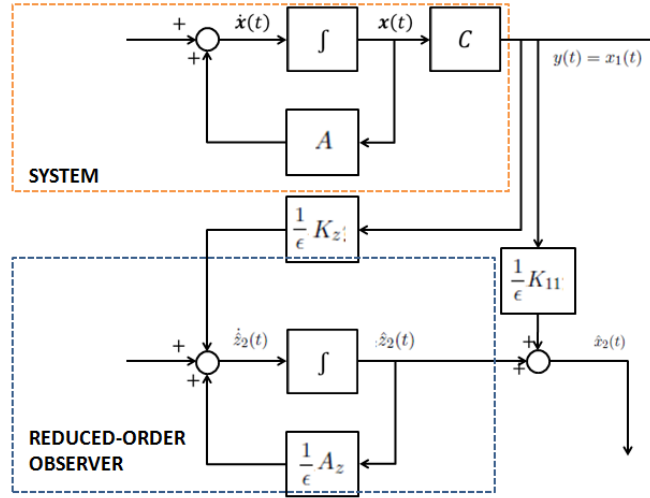 + ẋ(t) ∫ x(t) C
+ y(t) = x₁(t)
A
SYSTEM
1/ϵ K_z
1/ϵ K₁₁
+ ẑ̇₂(t) ∫ ẑ₂(t) + x̂₂(t)
+ +
REDUCED-ORDER
OBSERVER
1/ϵ A_z